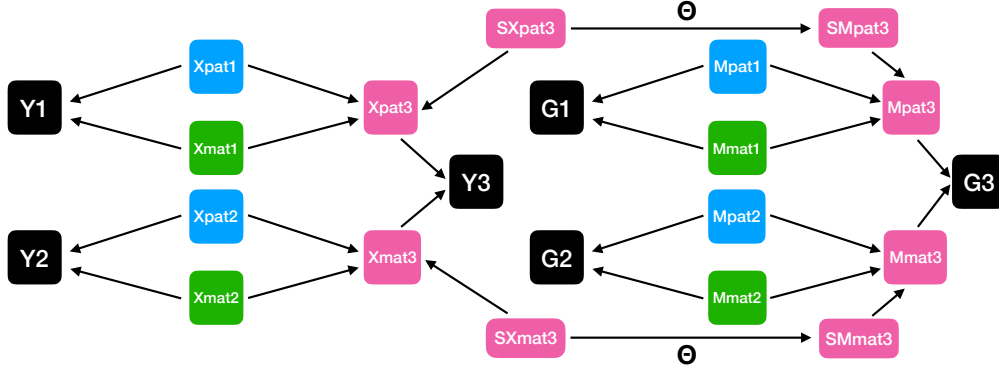 Θ
SXpat3
SMpat3
Xpat1
Mpat1
Y1
Xpat3
G1
Mpat3
Xmat1
Mmat1
Y3
G3
Xpat2
Mpat2
Y2
Xmat3
G2
Mmat3
Xmat2
Mmat2
SXmat3
SMmat3
Θ